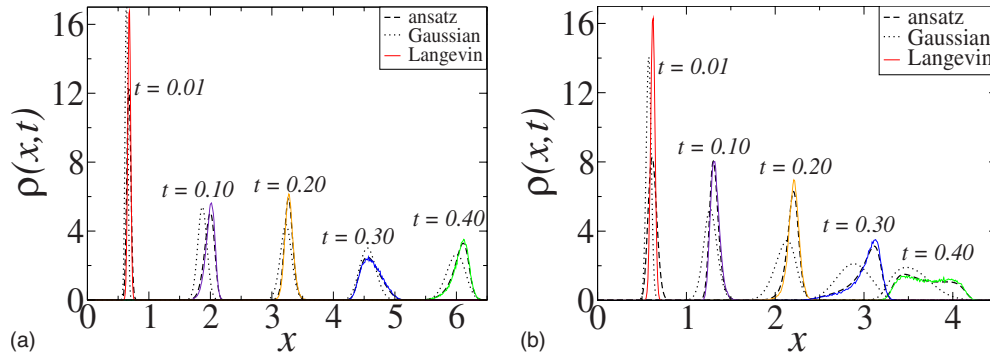 16
12
8
4
0
ρ(x,t)
ansatz
Gaussian
Langevin
t = 0.01
t = 0.10
t = 0.20
t = 0.30
t = 0.40
0 1 2 3 4 5 6
x
(a)
16
12
8
4
0
ρ(x,t)
ansatz
Gaussian
Langevin
t = 0.01
t = 0.10
t = 0.20
t = 0.30
t = 0.40
0 1 2 3 4
x
(b)